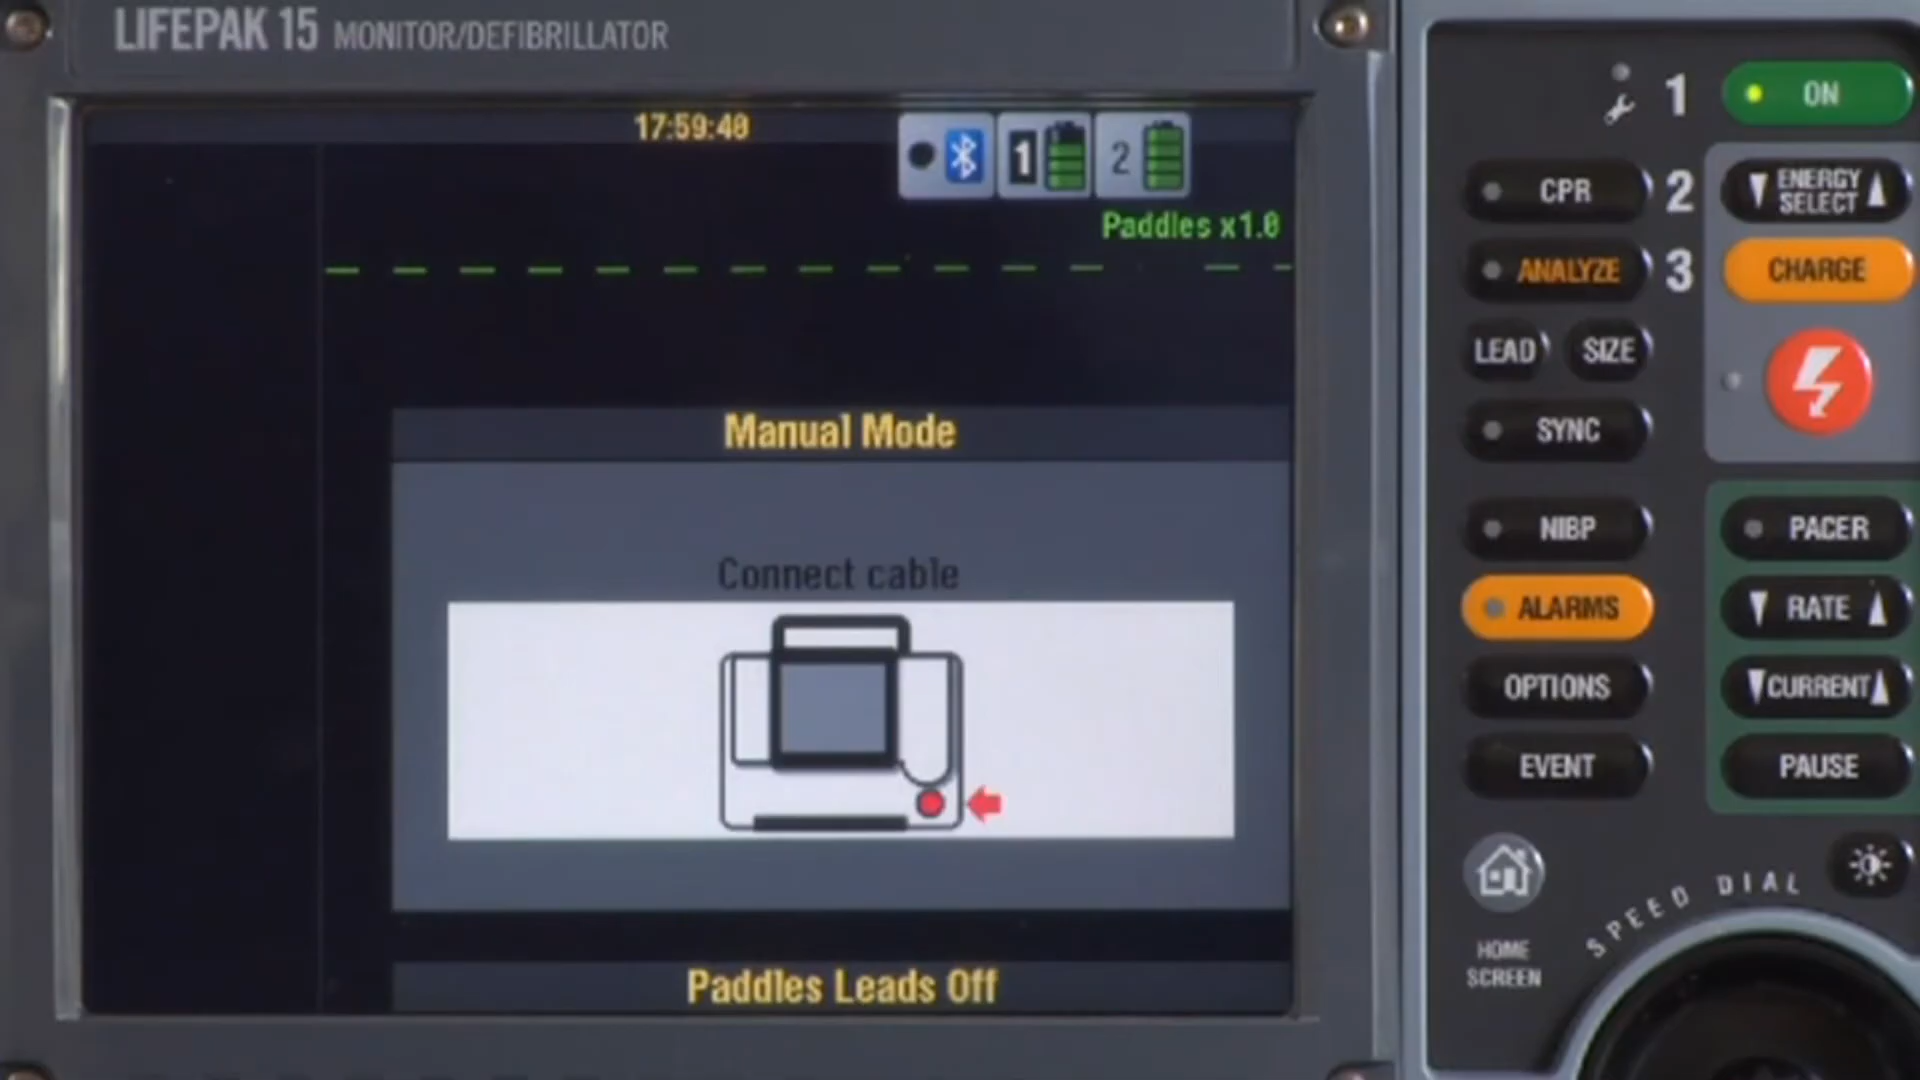 LIFEPAK 15 MONITOR/DEFIBRILLATOR
17:59:40
1
2
Paddles x1.0
Manual Mode
Connect cable
Paddles Leads Off
1 ON
CPR 2 ENERGY SELECT
ANALYZE 3 CHARGE
LEAD SIZE
SYNC
NIBP PACER
ALARMS RATE
OPTIONS CURRENT
EVENT PAUSE
SPEED DIAL
HOME
SCREEN